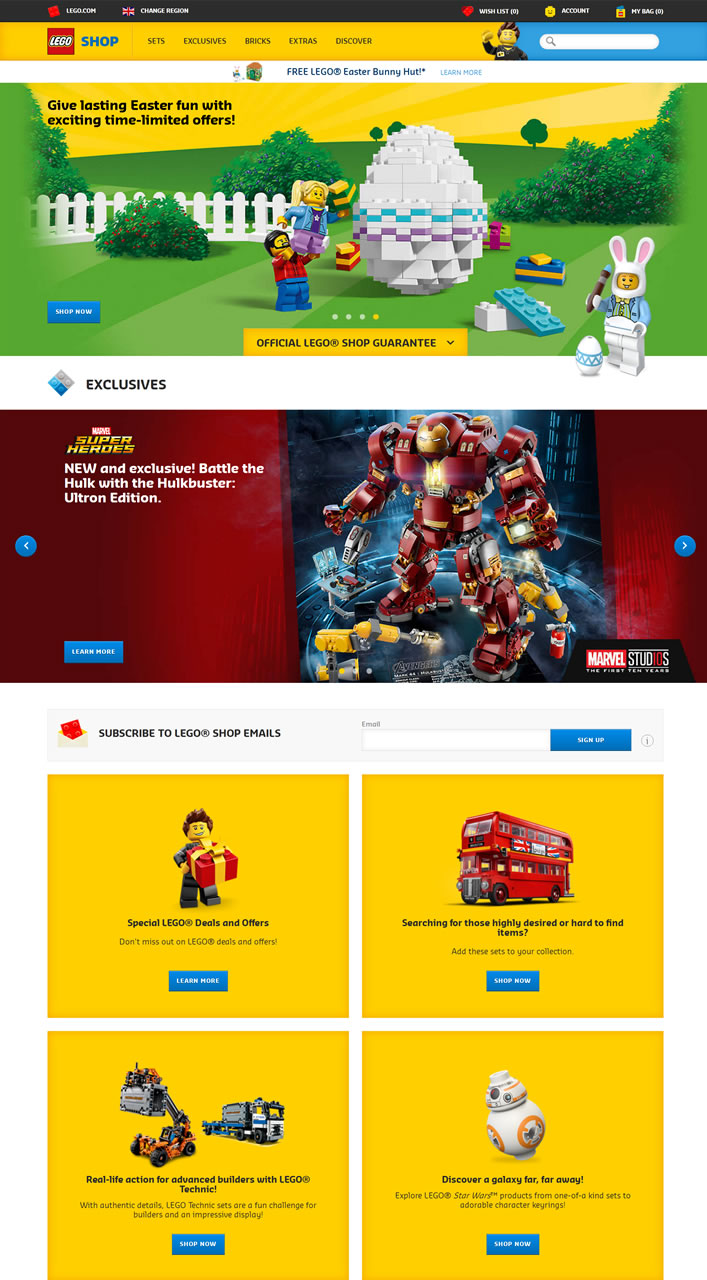 LEGO.COM
CHANGE REGION
WISH LIST (0)
ACCOUNT
MY BAG (0)
LEGO
SHOP
SETS
EXCLUSIVES
BRICKS
EXTRAS
DISCOVER
FREE LEGO® Easter Bunny Hut!*
LEARN MORE
Give lasting Easter fun with
exciting time-limited offers!
SHOP NOW
OFFICIAL LEGO® SHOP GUARANTEE
EXCLUSIVES
MARVEL
SUPER
HEROES
NEW and exclusive! Battle the
Hulk with the Hulkbuster:
Ultron Edition.
LEARN MORE
AVENGERS
MARVEL STUDIOS
THE FIRST TEN YEARS
SUBSCRIBE TO LEGO® SHOP EMAILS
Email
SIGN UP
Special LEGO® Deals and Offers
Don't miss out on LEGO® deals and offers!
LEARN MORE
Searching for those highly desired or hard to find
items?
Add these sets to your collection.
SHOP NOW
Real-life action for advanced builders with LEGO®
Technic!
With authentic details, LEGO Technic sets are a fun challenge for
builders and an impressive display!
SHOP NOW
Discover a galaxy far, far away!
Explore LEGO® Star Wars™ products from one-of-a kind sets to
adorable character keyrings!
SHOP NOW